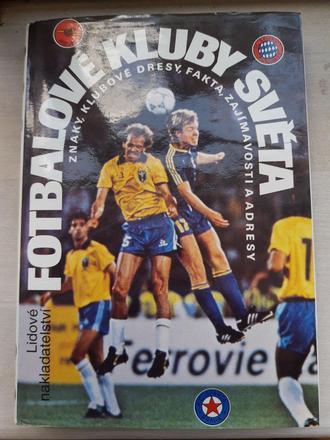 FOTBALOVÉ KLUBY SVĚTA
ZNAKY, KLUBOVÉ DRESY, FAKTA, ZAJÍMAVOSTI A ADRESY
Lidové
nakladatelství
Ferrovie